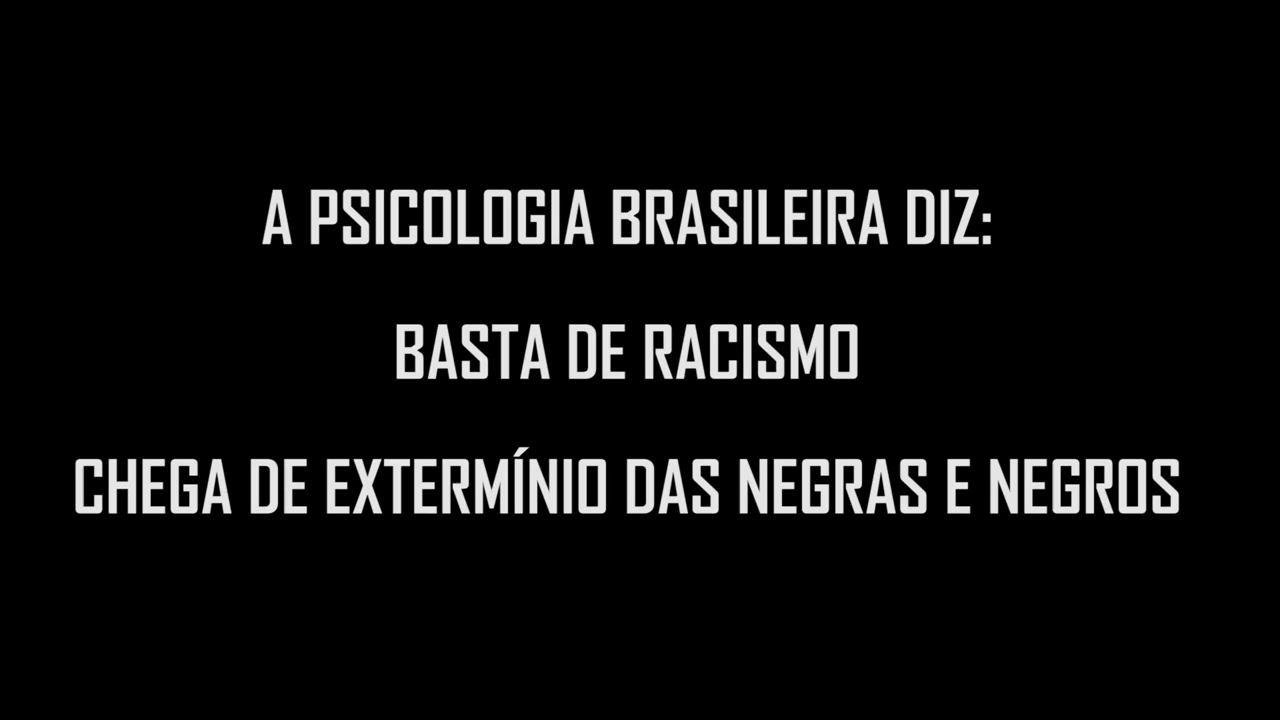 A PSICOLOGIA BRASILEIRA DIZ:
BASTA DE RACISMO
CHEGA DE EXTERMÍNIO DAS NEGRAS E NEGROS